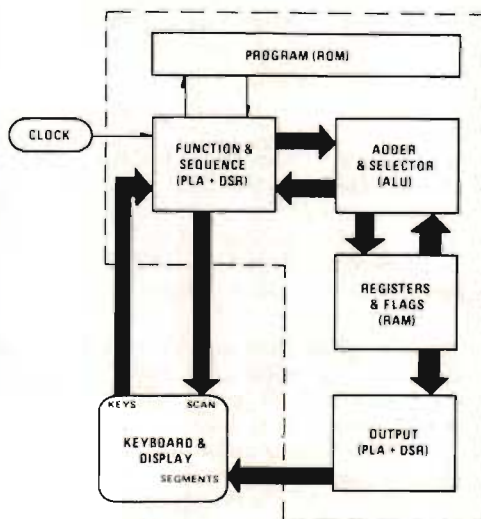 PROGRAM (ROM)
CLOCK
FUNCTION &
SEQUENCE
(PLA + DSR)
ADDER
& SELECTOR
(ALU)
REGISTERS
& FLAGS
(RAM)
KEYS
SCAN
KEYBOARD &
DISPLAY
SEGMENTS
OUTPUT
(PLA + DSR)